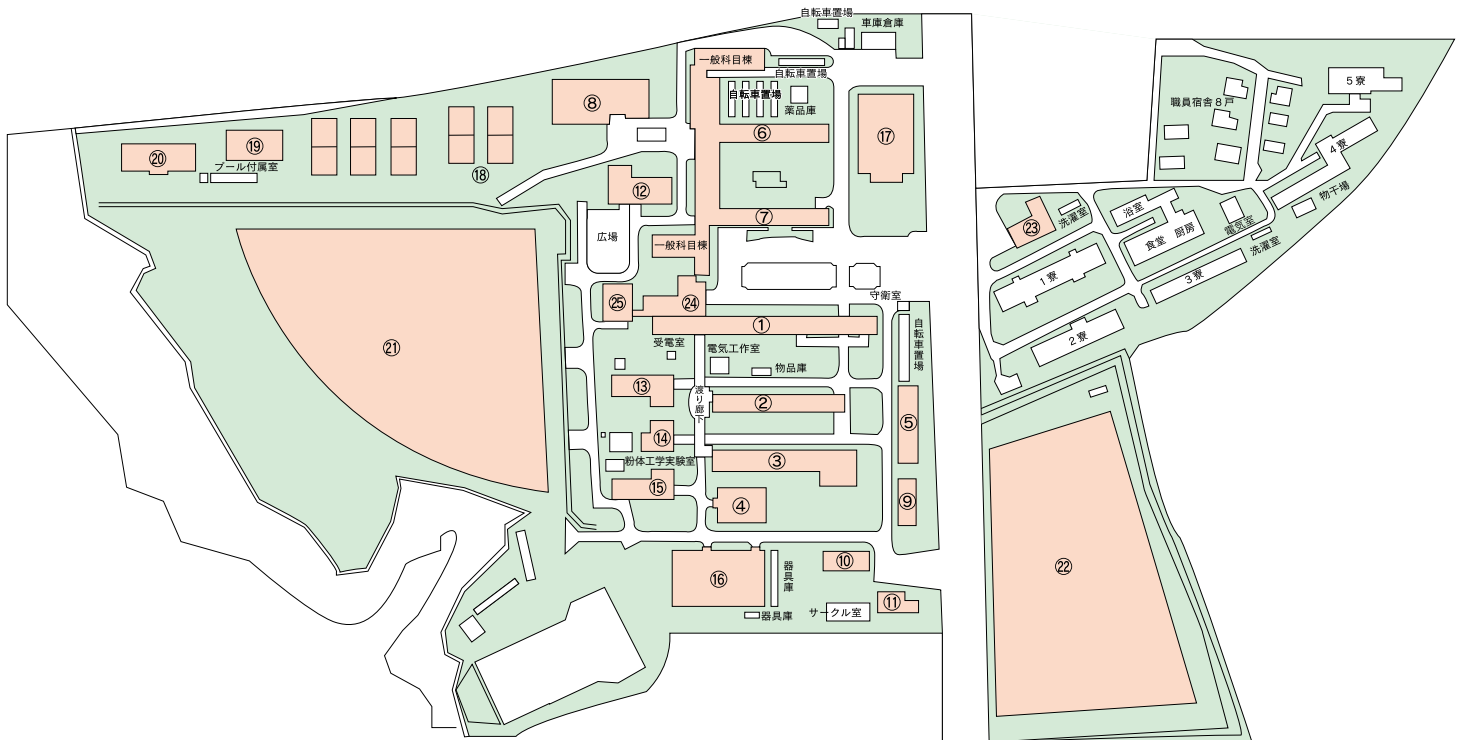 自転車置場
車庫倉庫
一般科目棟
自転車置場
自転車置場
薬品庫
⑧
⑥
⑰
⑲
⑳
プール付属室
⑱
⑫
⑦
広場
一般科目棟
㉕
㉔
守衛室
①
自転車置場
受電室
電気工作室
物品庫
㉑
⑬
渡り廊下
②
⑤
⑭
粉体工学実験室
③
⑮
④
⑨
⑯
器具庫
⑩
⑪
器具庫
サークル室
5寮
職員宿舎8戸
4寮
物干場
㉓
洗濯室
浴室
食堂
厨房
電気室
洗濯室
1寮
3寮
2寮
㉒